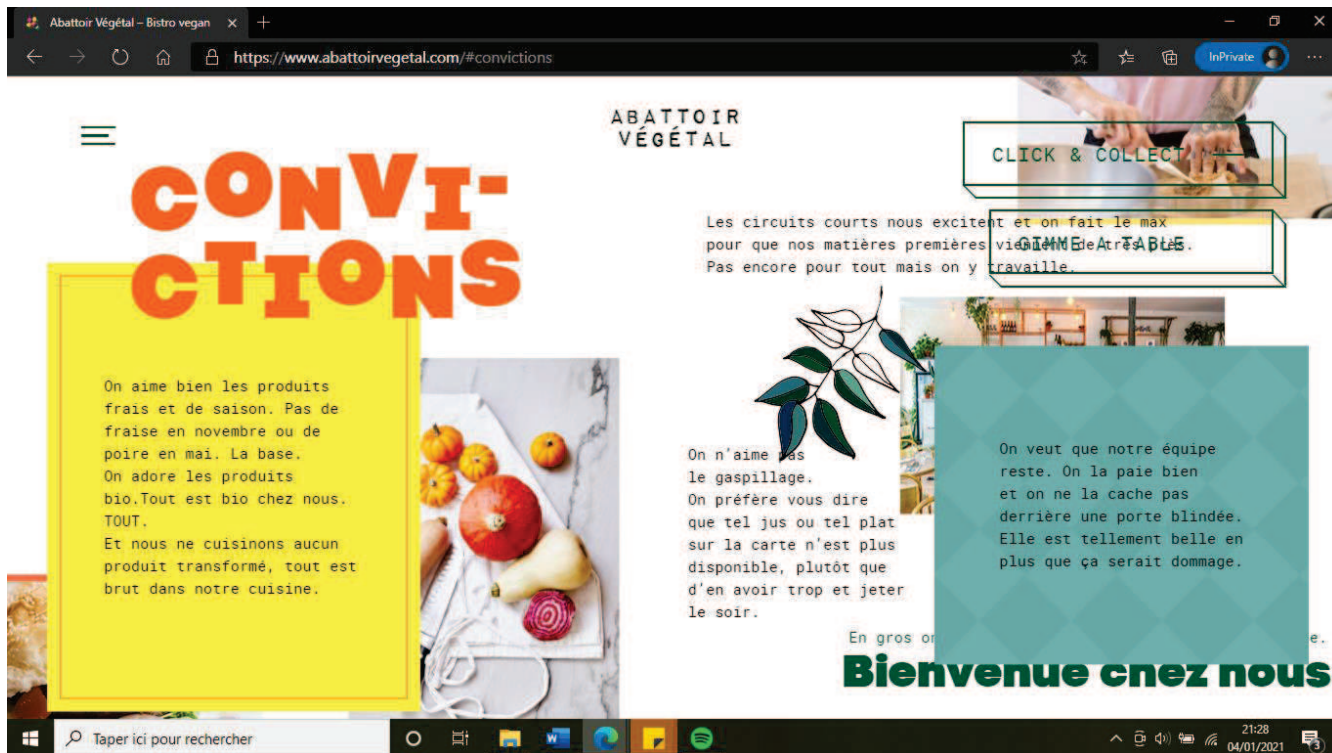 Abattoir Végétal – Bistro vegan
https://www.abattoirvegetal.com/#convictions
InPrivate
ABATTOIR
VÉGÉTAL
CONVI-
CTIONS
CLICK & COLLECT
GIMME A TABLE
Les circuits courts nous excitent et on fait le max
pour que nos matières premières viennent de très près.
Pas encore pour tout mais on y travaille.
On aime bien les produits
frais et de saison. Pas de
fraise en novembre ou de
poire en mai. La base.
On adore les produits
bio.Tout est bio chez nous.
TOUT.
Et nous ne cuisinons aucun
produit transformé, tout est
brut dans notre cuisine.
On n'aime pas
le gaspillage.
On préfère vous dire
que tel jus ou tel plat
sur la carte n'est plus
disponible, plutôt que
d'en avoir trop et jeter
le soir.
On veut que notre équipe
reste. On la paie bien
et on ne la cache pas
derrière une porte blindée.
Elle est tellement belle en
plus que ça serait dommage.
En gros
Bienvenue chez nous
Taper ici pour rechercher
21:28
04/01/2021